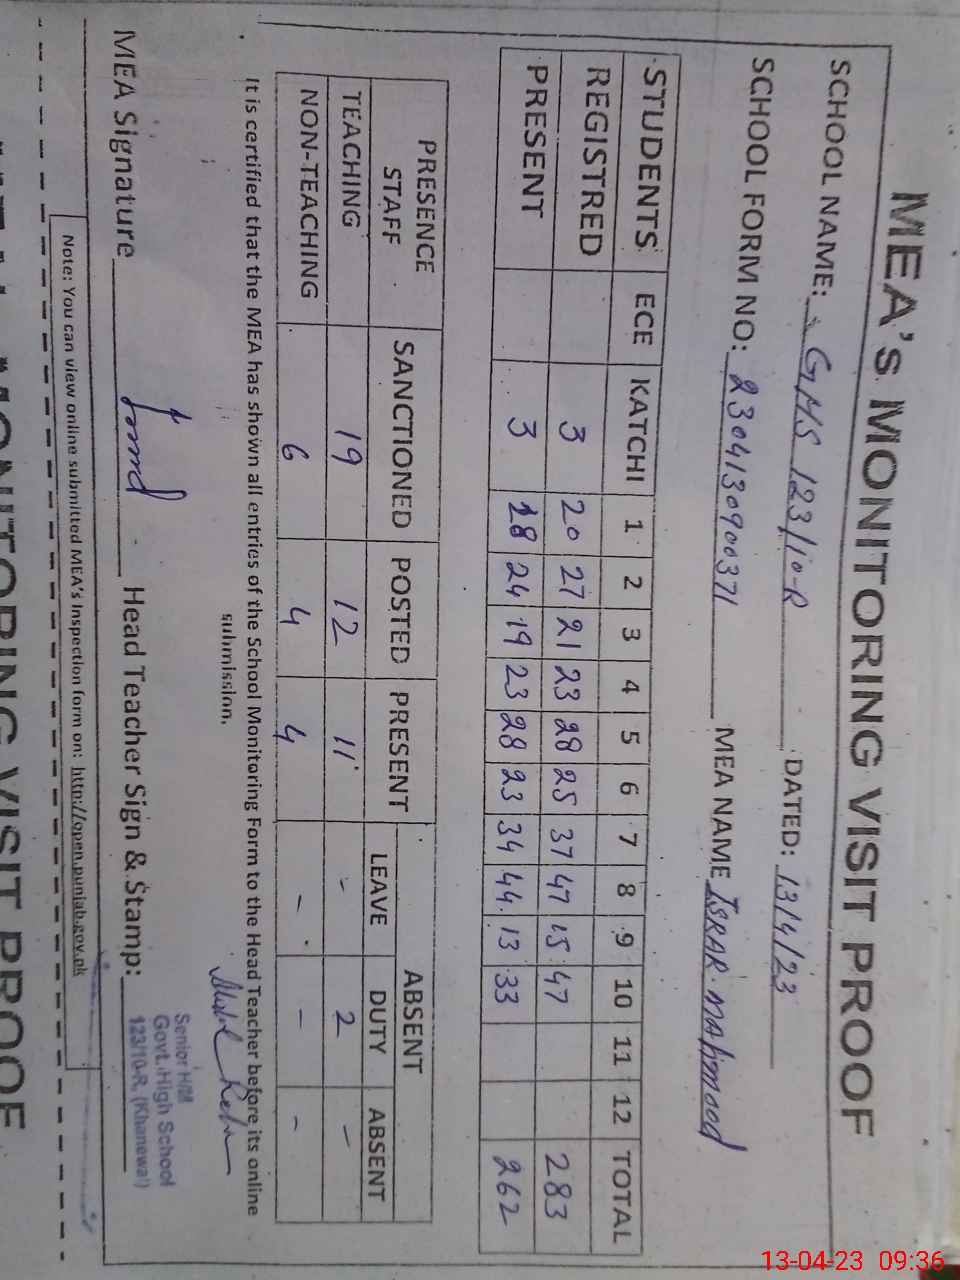 MEA's MONITORING VISIT PROOF
SCHOOL NAME: GHS 123/10-R DATED: 13/4/23
SCHOOL FORM NO: 2304130900371 MEA NAME ISRAR MAHMOOD
STUDENTS ECE KATCHI 1 2 3 4 5 6 7 8 9 10 11 12 TOTAL
REGISTRED 3 20 27 21 23 28 25 37 47 15 47 283
PRESENT 3 18 24 19 23 28 23 34 44 13 33 262
PRESENCE STAFF SANCTIONED POSTED PRESENT ABSENT
LEAVE DUTY ABSENT
TEACHING 19 12 11 - 2 -
NON-TEACHING 6 4 4 - - -
It is certified that the MEA has shown all entries of the School Monitoring Form to the Head Teacher before its online
submission.
MEA Signature Head Teacher Sign & Stamp:
Senior H/M
Govt. High School
123/10-R, (Khanewal)
Note: You can view online submitted MEA's Inspection form on: http://open.punjab.gov.pk
MONITORING VISIT PROOF
13-04-23 09:36